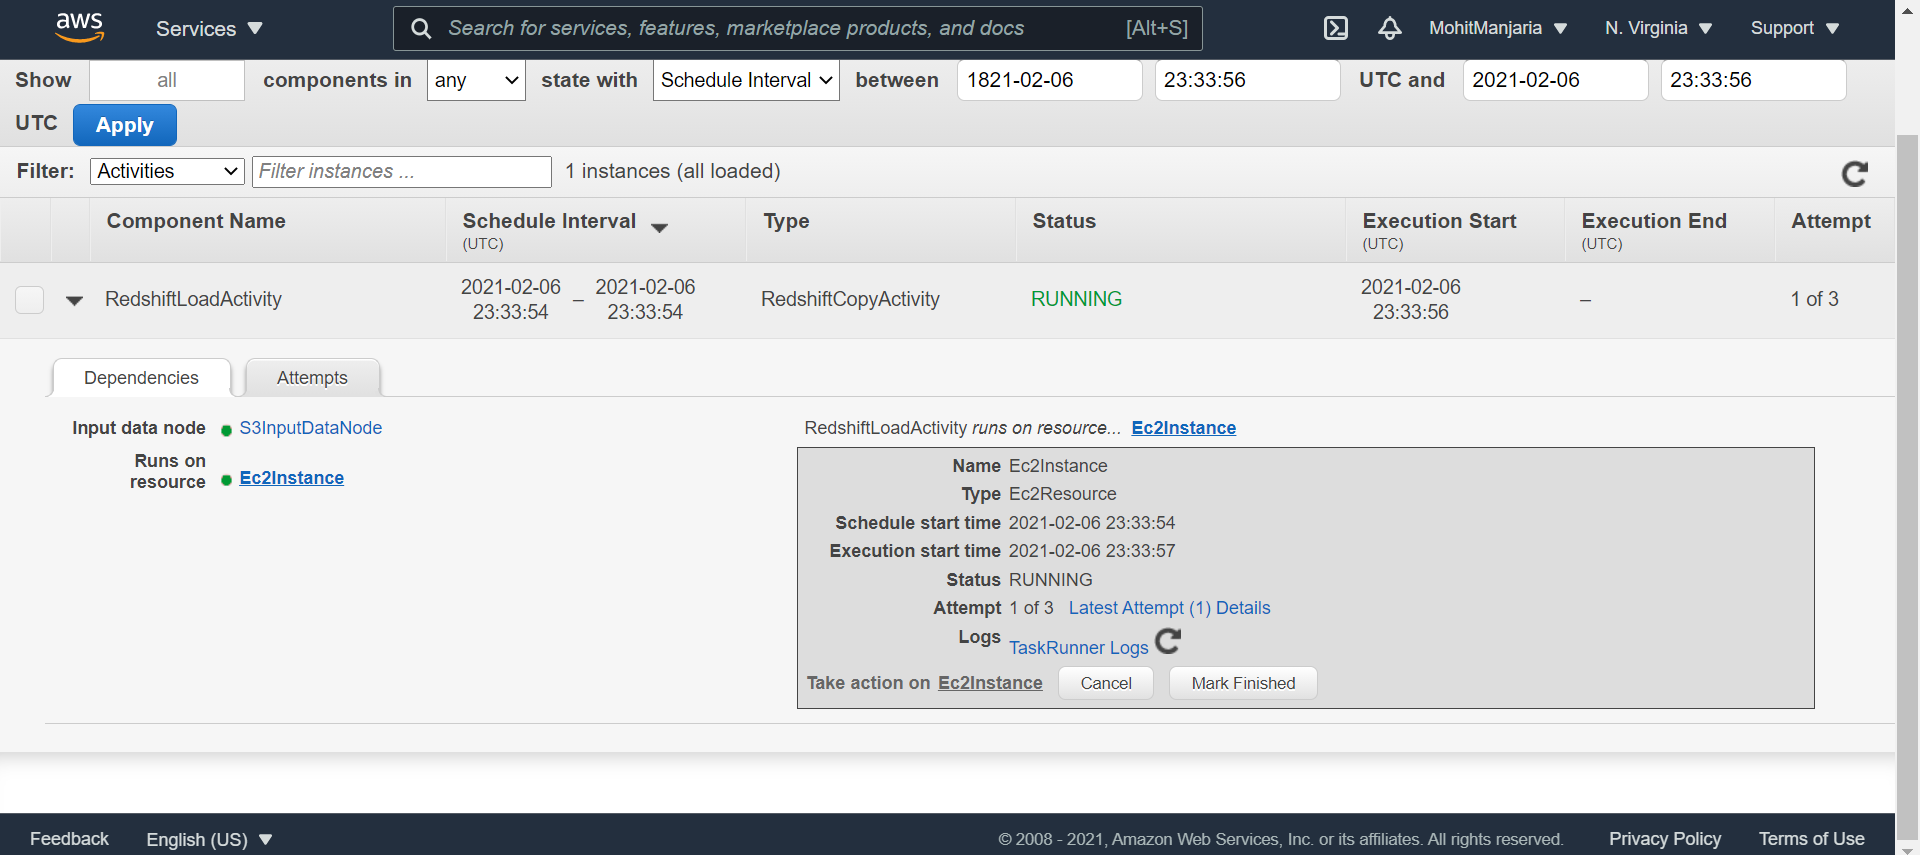 aws Services Search for services, features, marketplace products, and docs [Alt+S] MohitManjaria N. Virginia Support
Show all components in any state with Schedule Interval between 1821-02-06 23:33:56 UTC and 2021-02-06 23:33:56
UTC Apply
Filter: Activities Filter instances ... 1 instances (all loaded)
Component Name Schedule Interval Type Status Execution Start Execution End Attempt
(UTC) (UTC) (UTC)
2021-02-06 2021-02-06 2021-02-06
RedshiftLoadActivity – RedshiftCopyActivity RUNNING – 1 of 3
23:33:54 23:33:54 23:33:56
Dependencies Attempts
Input data node S3InputDataNode RedshiftLoadActivity runs on resource... Ec2Instance
Runs on
resource Ec2Instance
Name Ec2Instance
Type Ec2Resource
Schedule start time 2021-02-06 23:33:54
Execution start time 2021-02-06 23:33:57
Status RUNNING
Attempt 1 of 3 Latest Attempt (1) Details
Logs TaskRunner Logs
Take action on Ec2Instance Cancel Mark Finished
Feedback English (US) © 2008 - 2021, Amazon Web Services, Inc. or its affiliates. All rights reserved. Privacy Policy Terms of Use